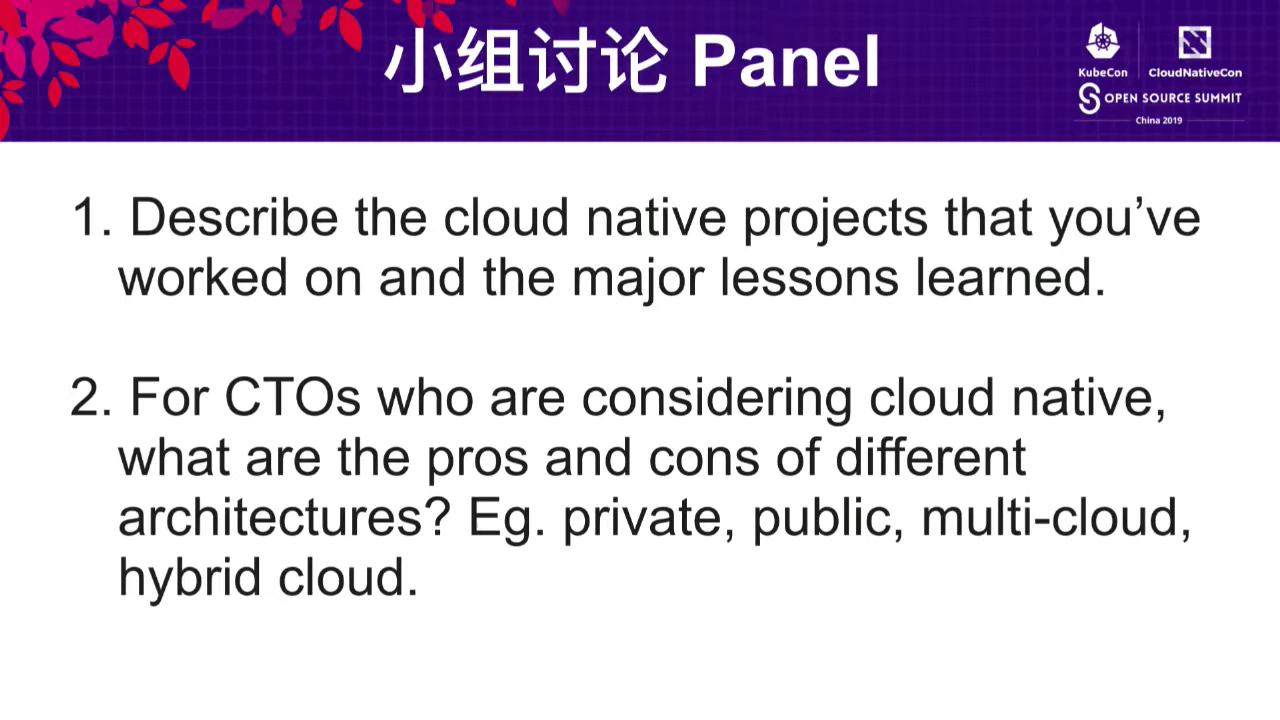 小组讨论 Panel
KubeCon
CloudNativeCon
OPEN SOURCE SUMMIT
China 2019
1. Describe the cloud native projects that you’ve
worked on and the major lessons learned.
2. For CTOs who are considering cloud native,
what are the pros and cons of different
architectures? Eg. private, public, multi-cloud,
hybrid cloud.